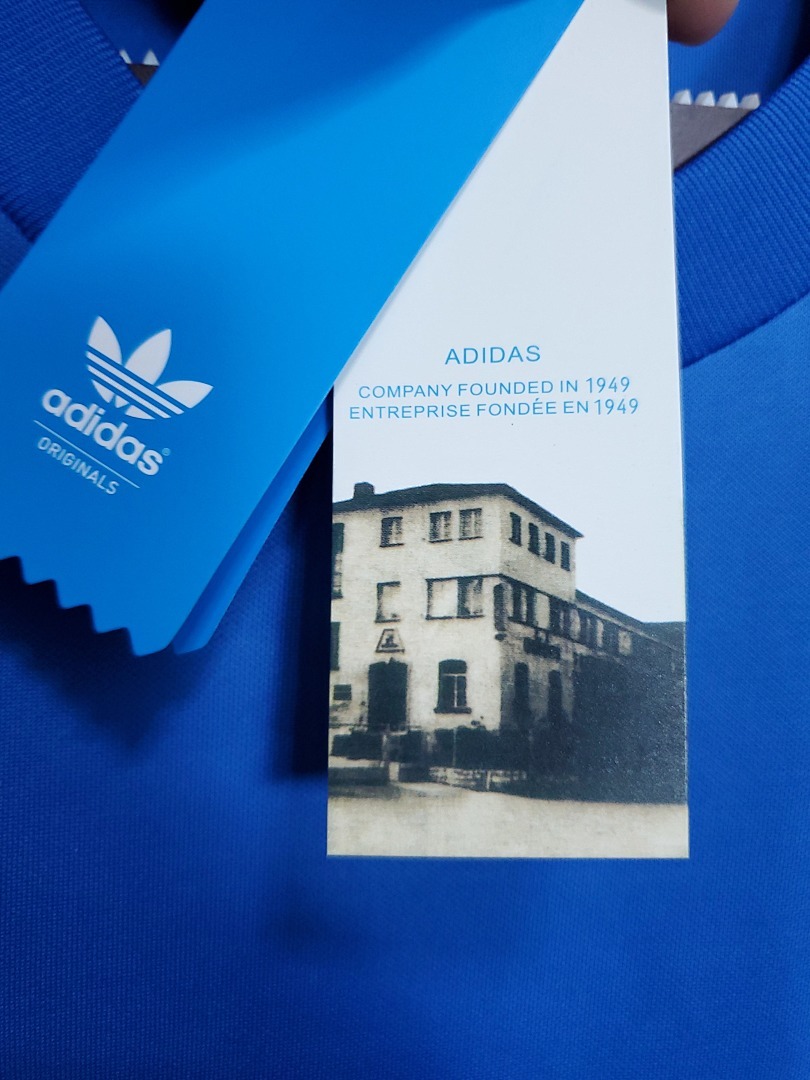 adidas
ORIGINALS
ADIDAS
COMPANY FOUNDED IN 1949
ENTREPRISE FONDÉE EN 1949